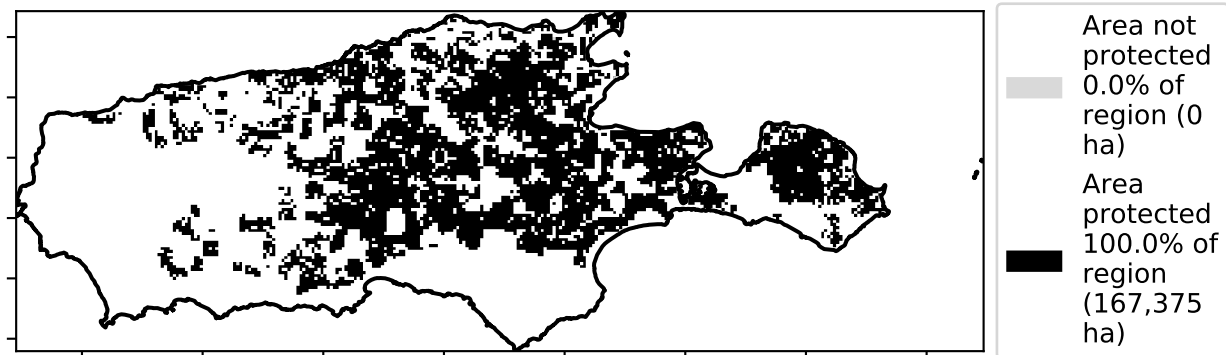 Area not
protected
0.0% of
region (0
ha)
Area
protected
100.0% of
region
(167,375
ha)